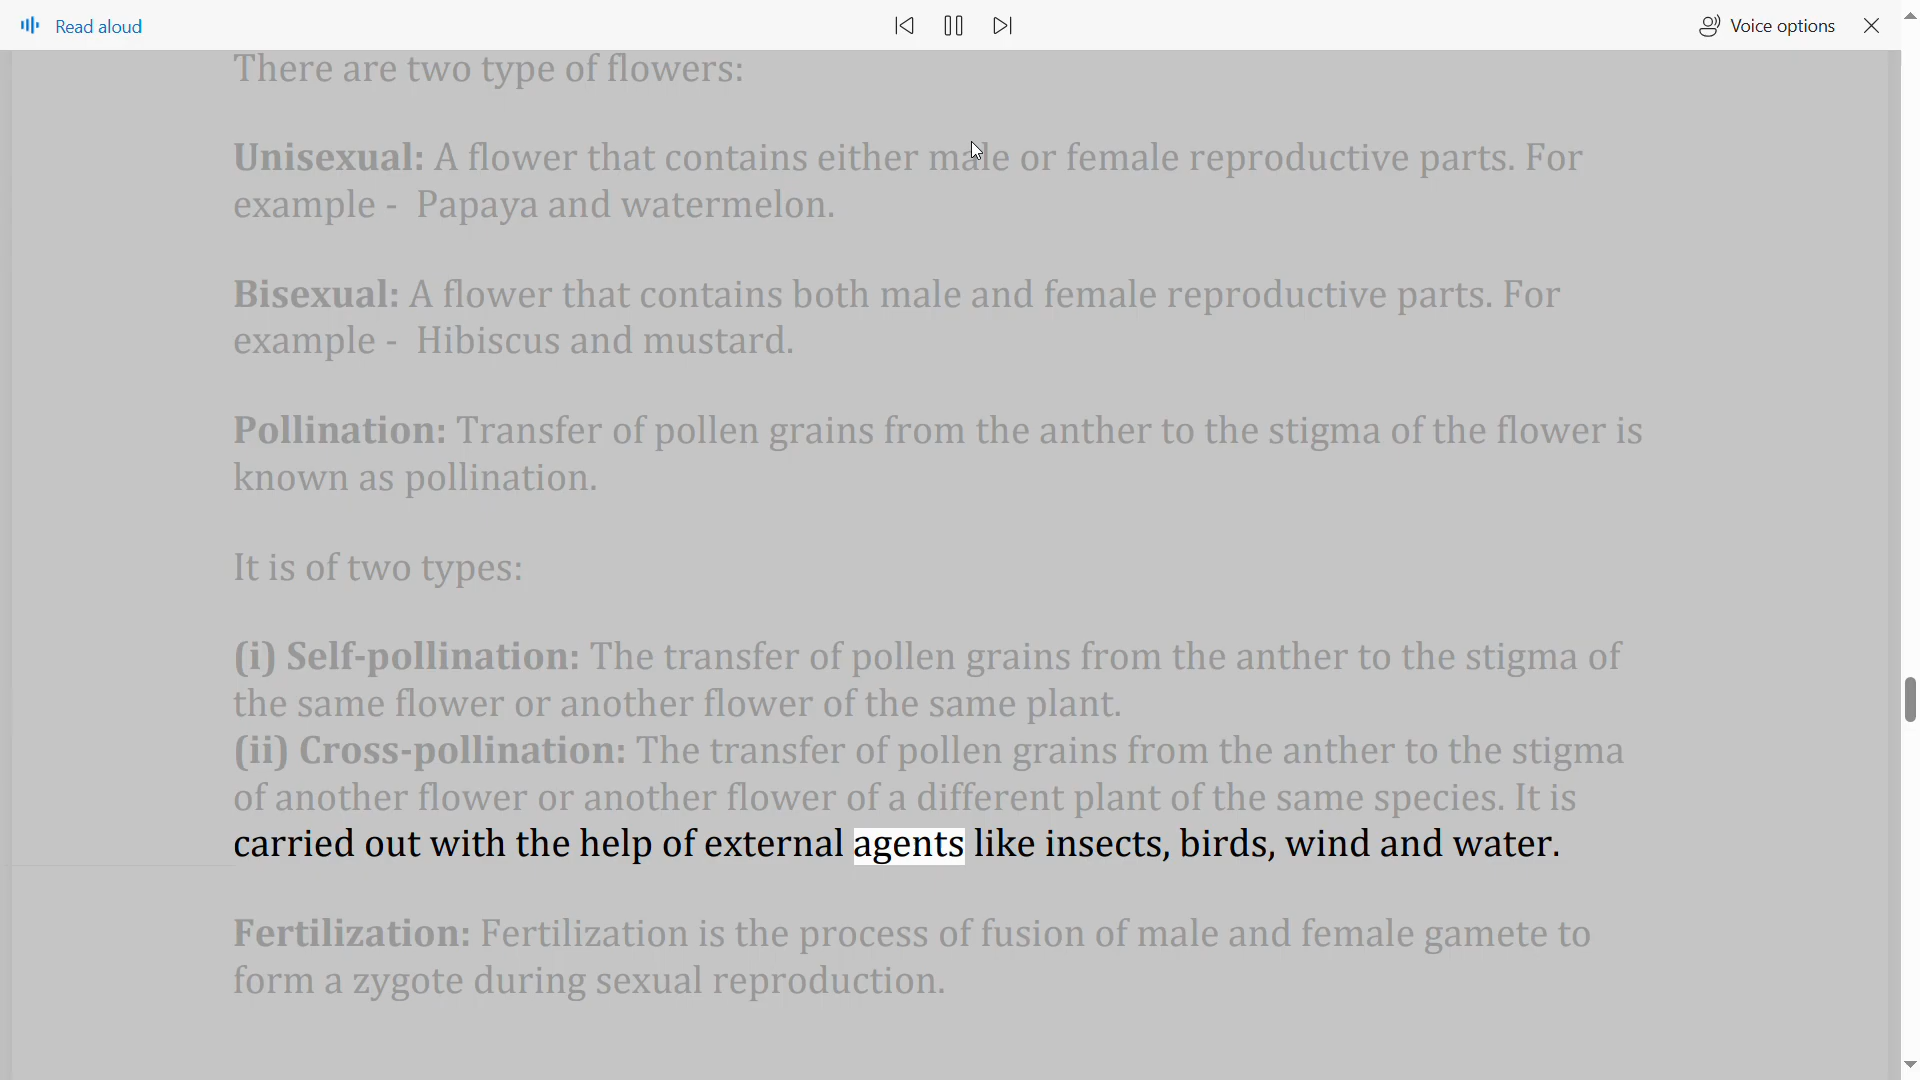 Read aloud
Voice options
There are two type of flowers:
Unisexual: A flower that contains either male or female reproductive parts. For
example - Papaya and watermelon.
Bisexual: A flower that contains both male and female reproductive parts. For
example - Hibiscus and mustard.
Pollination: Transfer of pollen grains from the anther to the stigma of the flower is
known as pollination.
It is of two types:
(i) Self-pollination: The transfer of pollen grains from the anther to the stigma of
the same flower or another flower of the same plant.
(ii) Cross-pollination: The transfer of pollen grains from the anther to the stigma
of another flower or another flower of a different plant of the same species. It is
carried out with the help of external agents like insects, birds, wind and water.
Fertilization: Fertilization is the process of fusion of male and female gamete to
form a zygote during sexual reproduction.